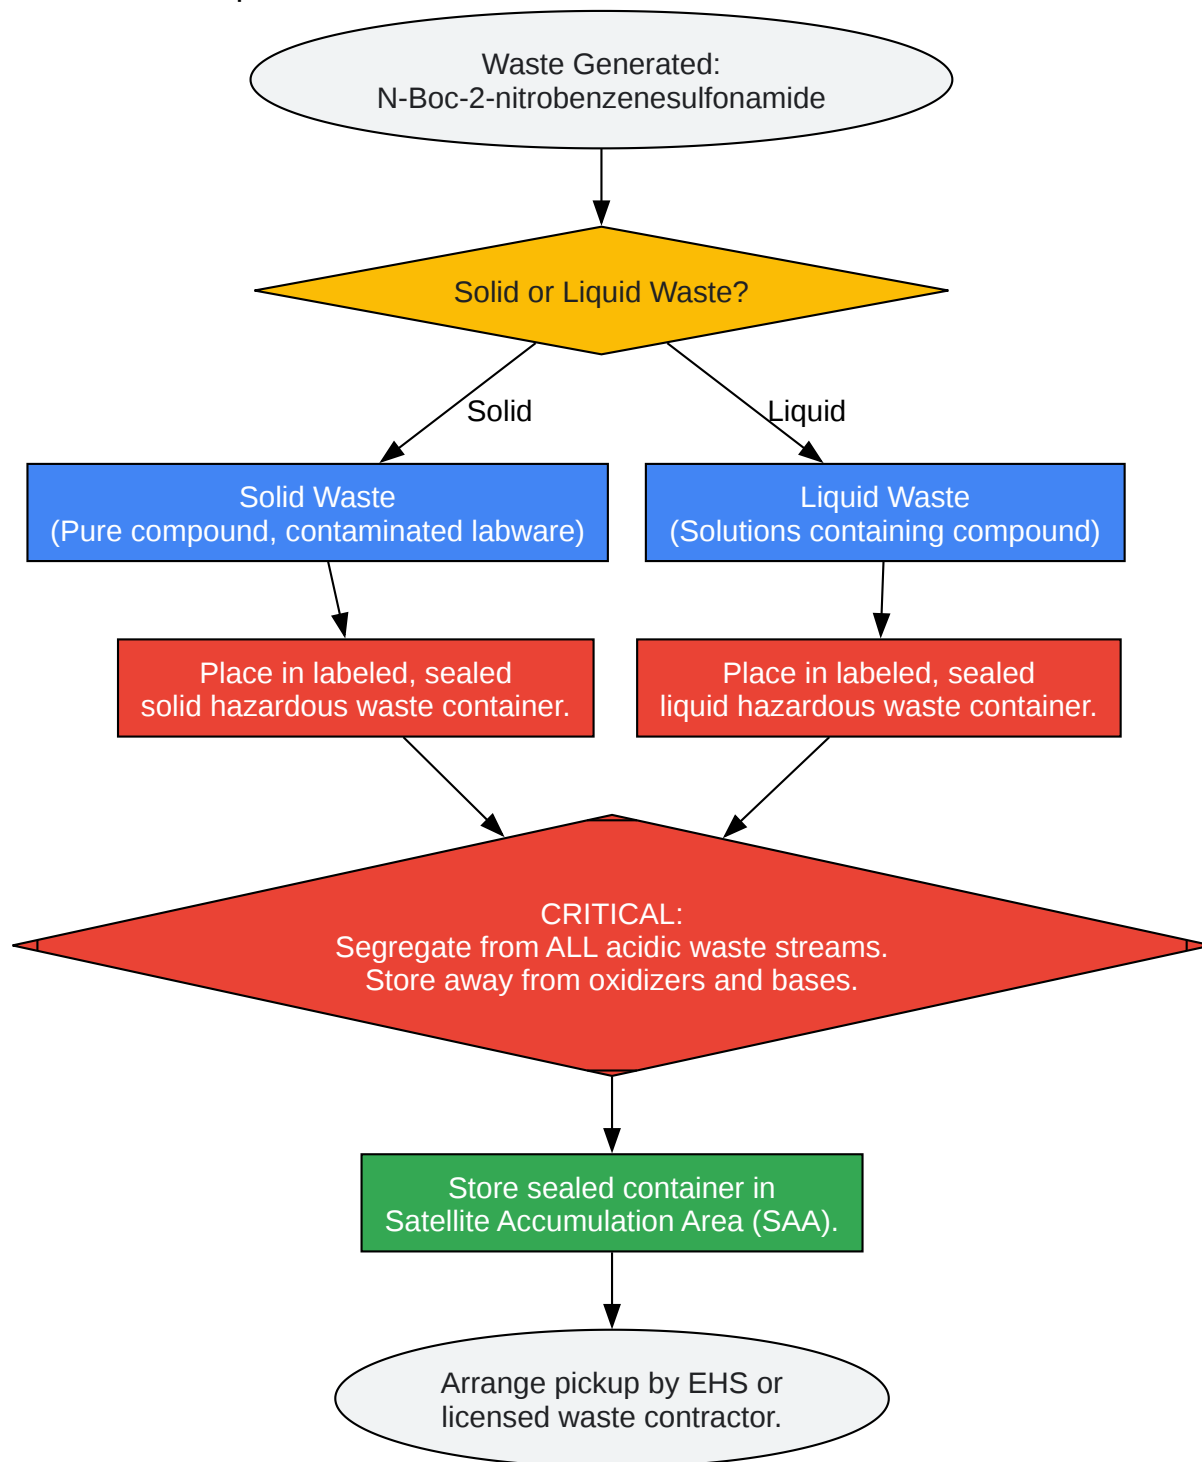 Waste Generated:
N-Boc-2-nitrobenzenesulfonamide
Solid or Liquid Waste?
Solid
Liquid
Solid Waste
(Pure compound, contaminated labware)
Liquid Waste
(Solutions containing compound)
Place in labeled, sealed
solid hazardous waste container.
Place in labeled, sealed
liquid hazardous waste container.
CRITICAL:
Segregate from ALL acidic waste streams.
Store away from oxidizers and bases.
Store sealed container in
Satellite Accumulation Area (SAA).
Arrange pickup by EHS or
licensed waste contractor.